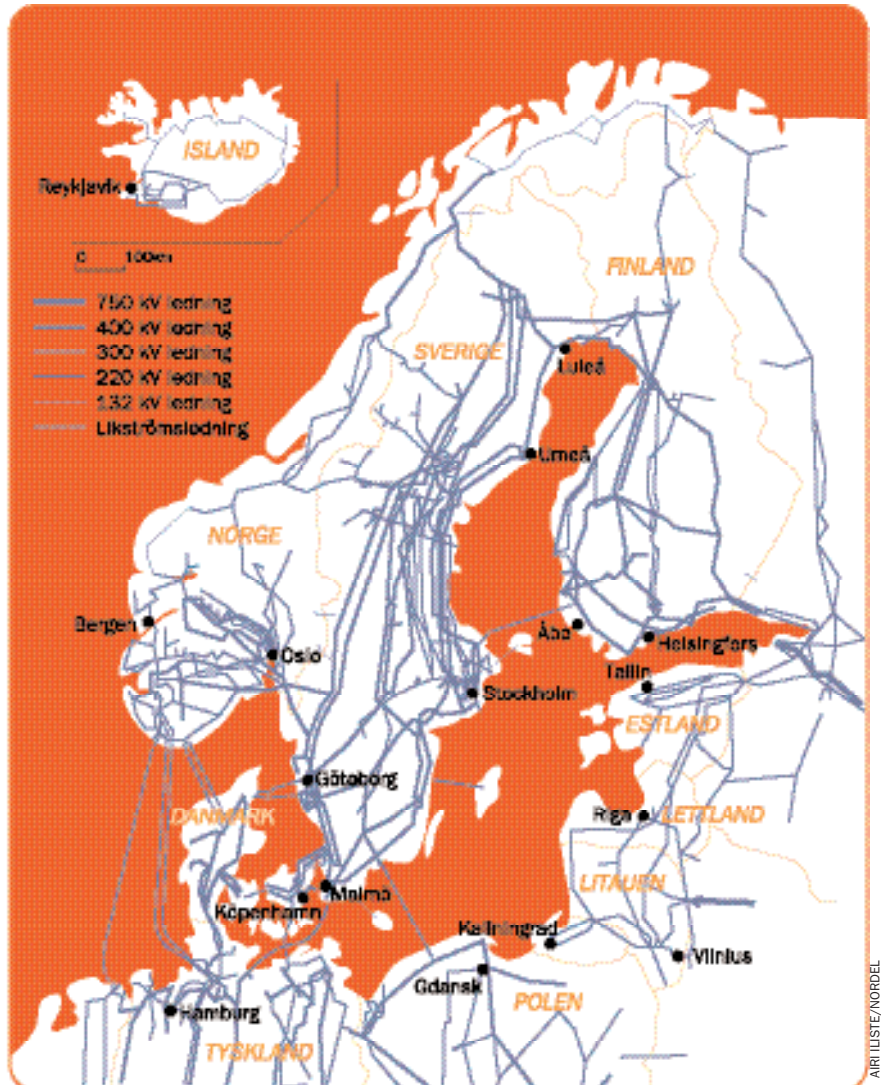 ISLAND
Reykjavik
0 100km
750 kV ledning
400 kV ledning
300 kV ledning
220 kV ledning
132 kV ledning
Likströmsledning
FINLAND
SVERIGE
Luleå
Umeå
NORGE
Bergen
Oslo
Åbo
Helsingfors
Tallin
Stockholm
ESTLAND
Göteborg
DANMARK
Riga
LETTLAND
LITAUEN
Malmö
Köpenhamn
Kaliningrad
Vilnius
Gdansk
POLEN
Hamburg
TYSKLAND
AIRI ILISTE/NORDEL